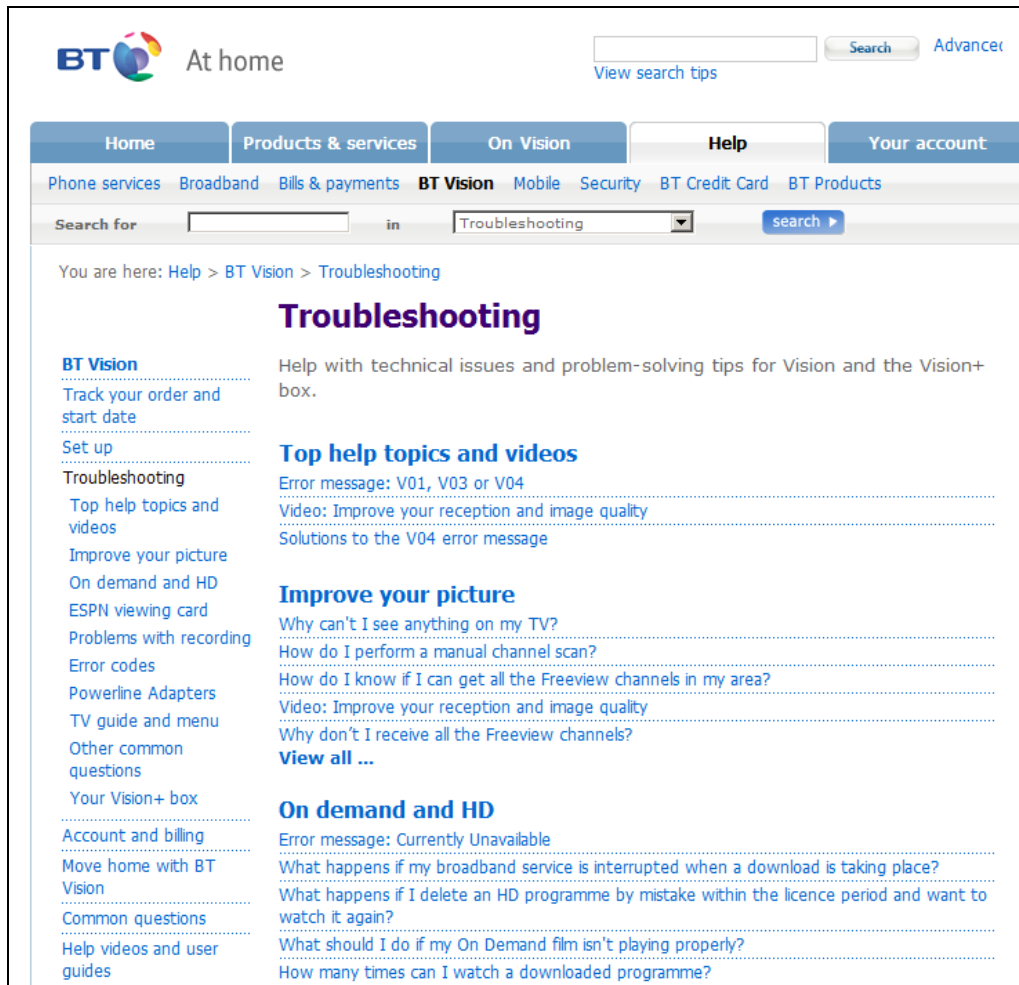 BT At home
Search
Advanced
View search tips
Home
Products & services
On Vision
Help
Your account
Phone services Broadband Bills & payments BT Vision Mobile Security BT Credit Card BT Products
Search for
in
Troubleshooting
search
You are here: Help > BT Vision > Troubleshooting
Troubleshooting
Help with technical issues and problem-solving tips for Vision and the Vision+
box.
BT Vision
Track your order and
start date
Set up
Troubleshooting
Top help topics and
videos
Improve your picture
On demand and HD
ESPN viewing card
Problems with recording
Error codes
Powerline Adapters
TV guide and menu
Other common
questions
Your Vision+ box
Account and billing
Move home with BT
Vision
Common questions
Help videos and user
guides
Top help topics and videos
Error message: V01, V03 or V04
Video: Improve your reception and image quality
Solutions to the V04 error message
Improve your picture
Why can't I see anything on my TV?
How do I perform a manual channel scan?
How do I know if I can get all the Freeview channels in my area?
Video: Improve your reception and image quality
Why don’t I receive all the Freeview channels?
View all ...
On demand and HD
Error message: Currently Unavailable
What happens if my broadband service is interrupted when a download is taking place?
What happens if I delete an HD programme by mistake within the licence period and want to
watch it again?
What should I do if my On Demand film isn't playing properly?
How many times can I watch a downloaded programme?